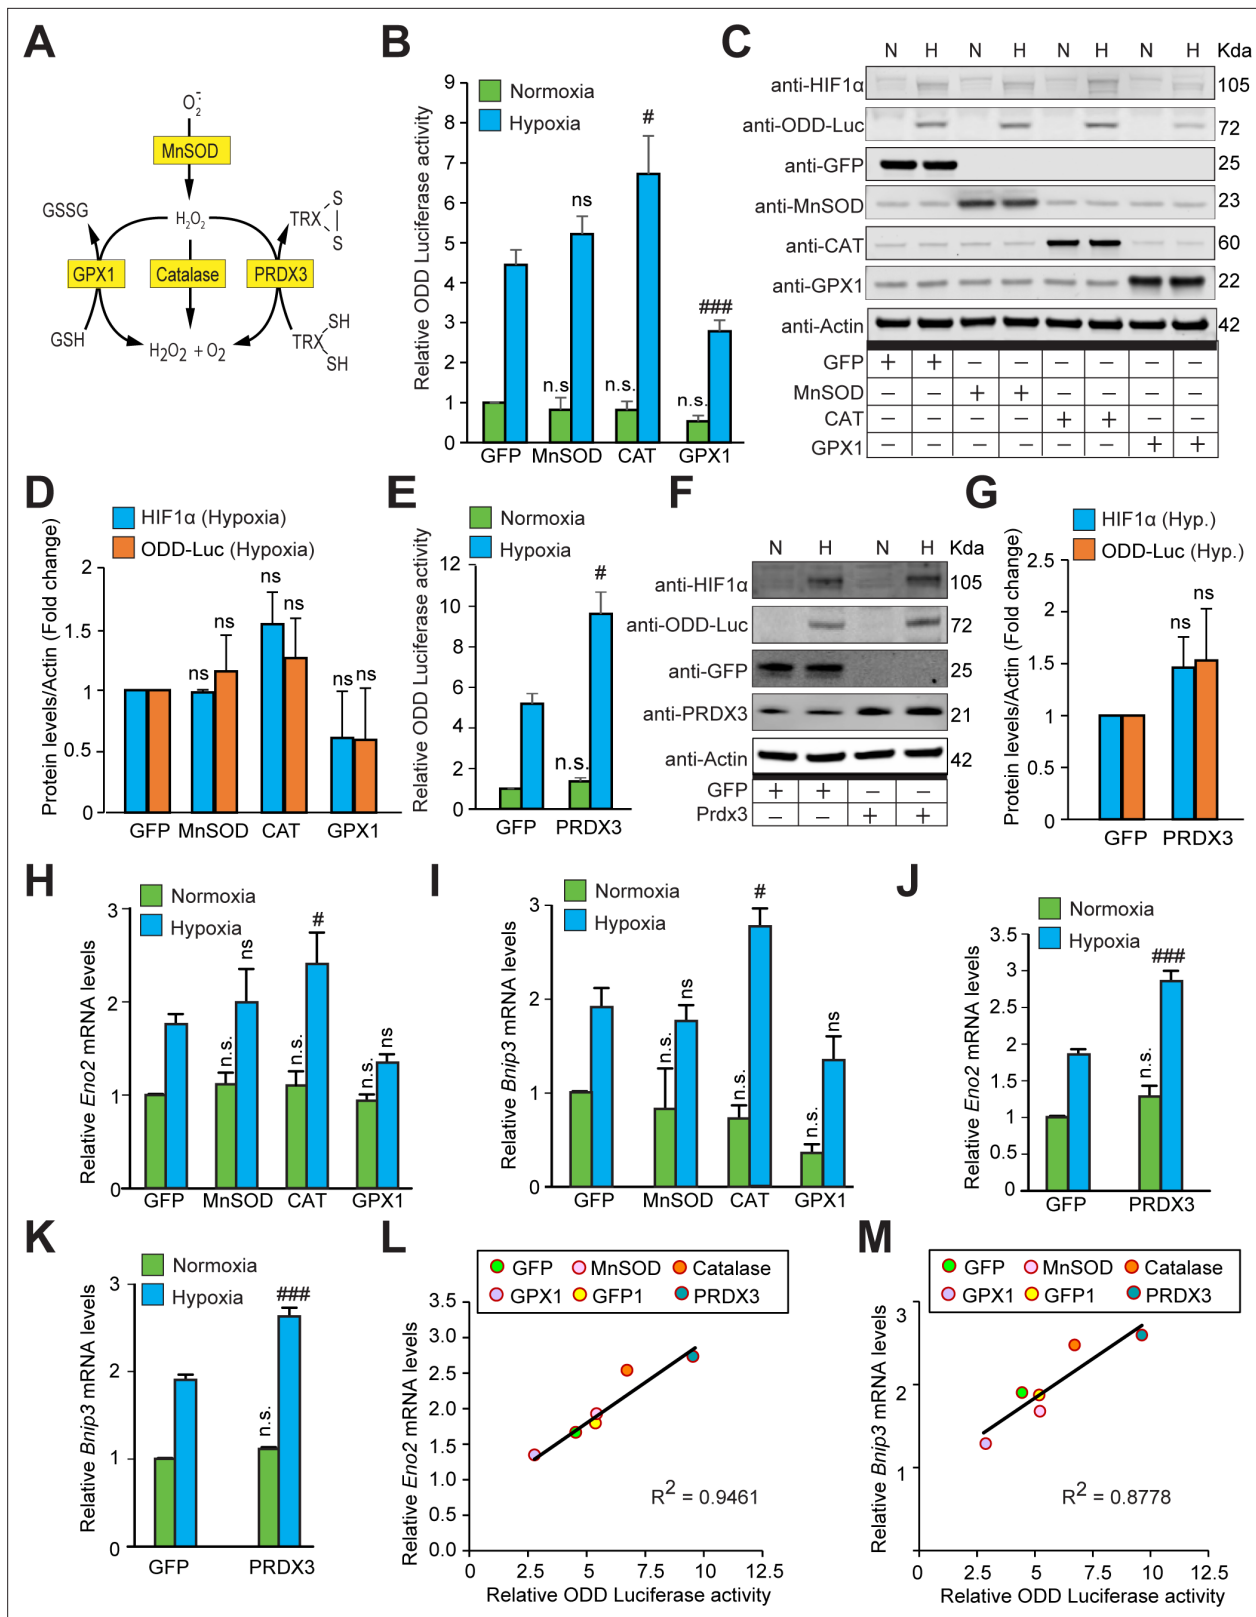 A
O2∸
MnSOD
GSSG
H2O2
TRX
S
S
GPX1
Catalase
PRDX3
GSH
H2O2 + O2
TRX
SH
SH
B
Normoxia
Hypoxia
Relative ODD Luciferase activity
9
8
7
6
5
4
3
2
1
0
n.s.
ns
n.s.
#
n.s.
###
GFP MnSOD CAT GPX1
C
N H N H N H N H Kda
anti-HIF1α 105
anti-ODD-Luc 72
anti-GFP 25
anti-MnSOD 23
anti-CAT 60
anti-GPX1 22
anti-Actin 42
GFP + + – – – – – –
MnSOD – – + + – – – –
CAT – – – – + + – –
GPX1 – – – – – – + +
D
HIF1α (Hypoxia)
ODD-Luc (Hypoxia)
Protein levels/Actin (Fold change)
2
1.5
1
0.5
0
ns ns ns ns ns ns
GFP MnSOD CAT GPX1
E
Normoxia
Hypoxia
Relative ODD Luciferase activity
12
10
8
6
4
2
0
n.s.
#
GFP PRDX3
F
N H N H Kda
anti-HIF1α 105
anti-ODD-Luc 72
anti-GFP 25
anti-PRDX3 21
anti-Actin 42
GFP + + – –
Prdx3 – – + +
G
HIF1α (Hyp.)
ODD-Luc (Hyp.)
Protein levels/Actin (Fold change)
2.5
2
1.5
1
0.5
0
ns ns
GFP PRDX3
H
Normoxia
Hypoxia
Relative Eno2 mRNA levels
3
2
1
0
n.s. ns n.s. # n.s. ns
GFP MnSOD CAT GPX1
I
Normoxia
Hypoxia
Relative Bnip3 mRNA levels
3
2
1
0
n.s. ns n.s. # n.s. ns
GFP MnSOD CAT GPX1
J
Normoxia
Hypoxia
Relative Eno2 mRNA levels
3.5
3
2.5
2
1.5
1
0.5
0
n.s. ###
GFP PRDX3
K
Normoxia
Hypoxia
Relative Bnip3 mRNA levels
3
2
1
0
n.s. ###
GFP PRDX3
L
GFP MnSOD Catalase
GPX1 GFP1 PRDX3
Relative Eno2 mRNA levels
3.5
3.0
2.5
2.0
1.5
1.0
0.5
0.0
R2 = 0.9461
0 2.5 5 7.5 10 12.5
Relative ODD Luciferase activity
M
GFP MnSOD Catalase
GPX1 GFP1 PRDX3
Relative Bnip3 mRNA levels
3
2
1
R2 = 0.8778
0 2.5 5 7.5 10 12.5
Relative ODD Luciferase activity